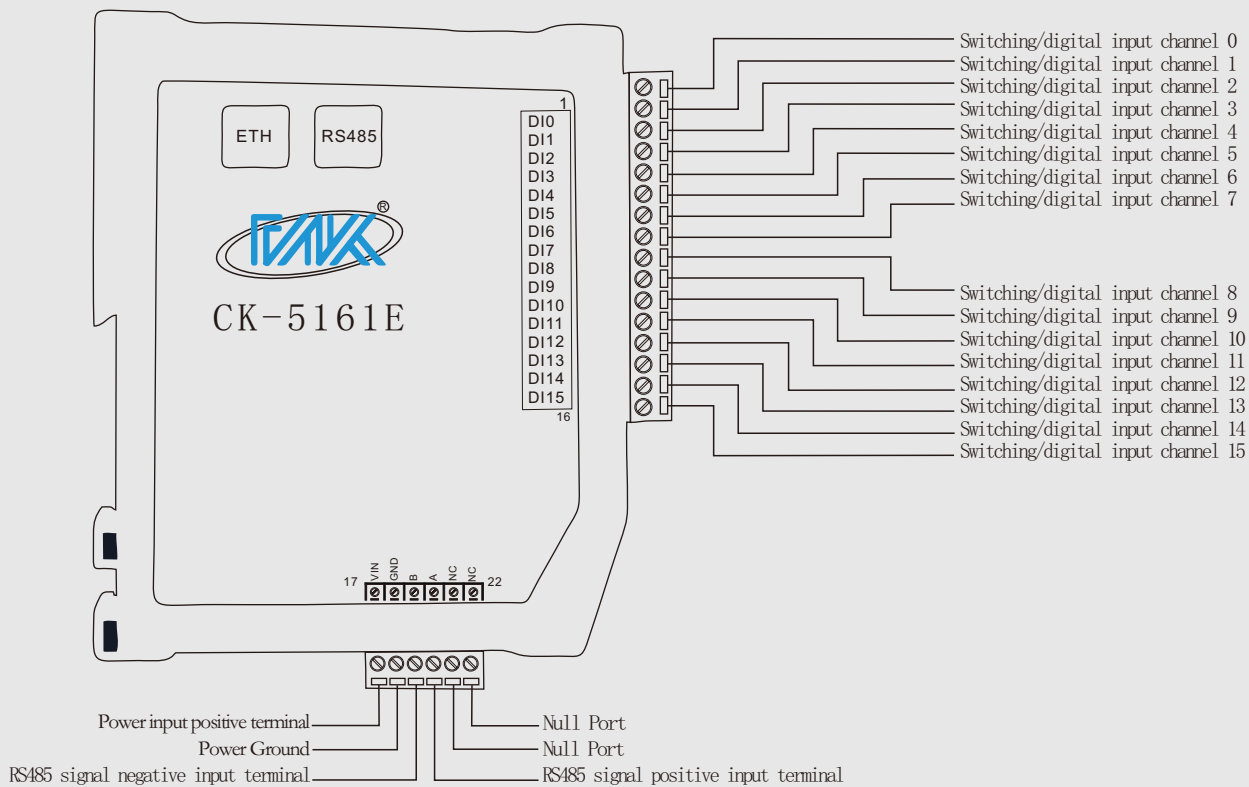 ETH
RS485
®
CK-5161E
1
DI0
DI1
DI2
DI3
DI4
DI5
DI6
DI7
DI8
DI9
DI10
DI11
DI12
DI13
DI14
DI15
16
Switching/digital input channel 0
Switching/digital input channel 1
Switching/digital input channel 2
Switching/digital input channel 3
Switching/digital input channel 4
Switching/digital input channel 5
Switching/digital input channel 6
Switching/digital input channel 7
Switching/digital input channel 8
Switching/digital input channel 9
Switching/digital input channel 10
Switching/digital input channel 11
Switching/digital input channel 12
Switching/digital input channel 13
Switching/digital input channel 14
Switching/digital input channel 15
17 VIN GND B A NC NC 22
Power input positive terminal
Power Ground
RS485 signal negative input terminal
Null Port
Null Port
RS485 signal positive input terminal